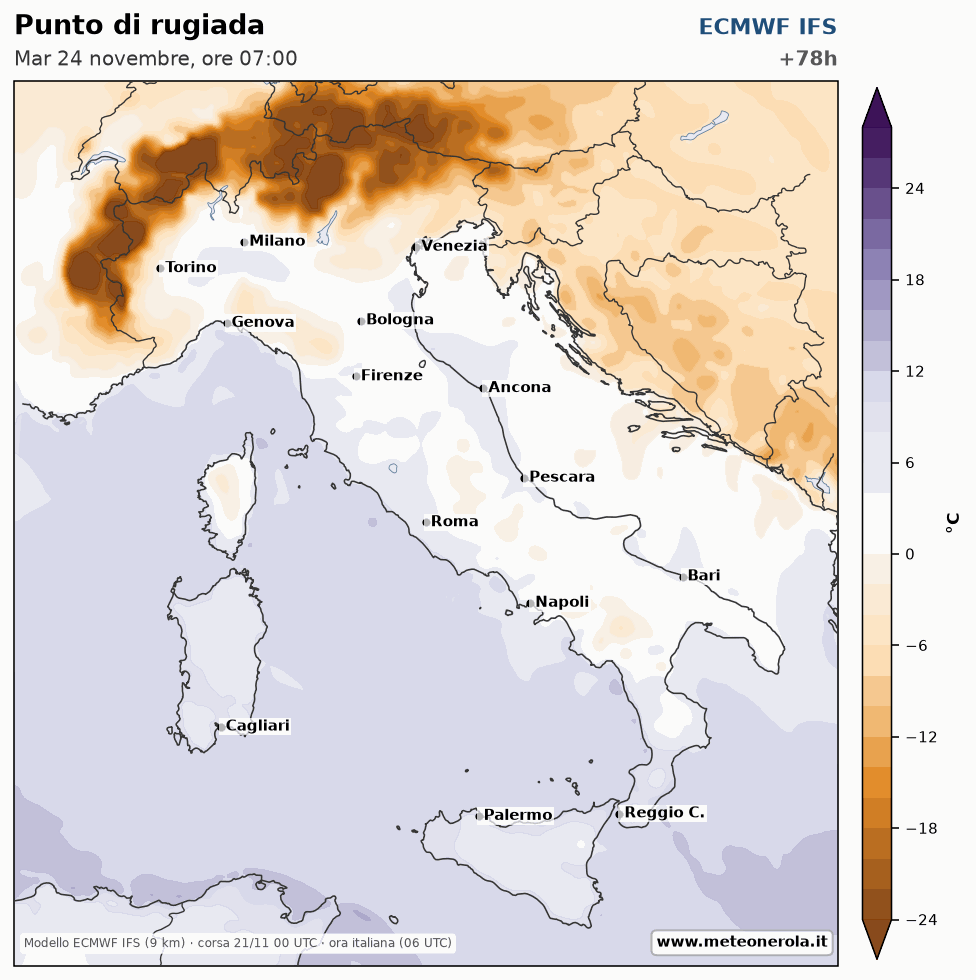 Punto di rugiada
ECMWF IFS
Mar 24 novembre, ore 07:00
+78h
Milano
Venezia
Torino
Genova
Bologna
Firenze
Ancona
Pescara
Roma
Bari
Napoli
Cagliari
Palermo
Reggio C.
24
18
12
6
0
−6
−12
−18
−24
°C
Modello ECMWF IFS (9 km) · corsa 21/11 00 UTC · ora italiana (06 UTC)
www.meteonerola.it